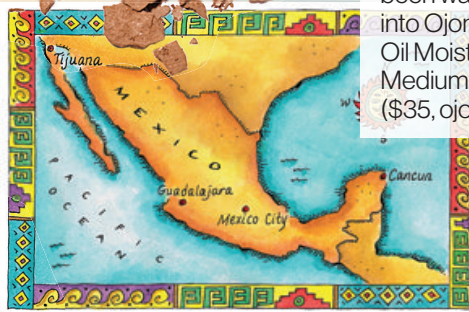 into Ojon
Oil Moist
Medium
($35, ojo
Tijuana
MEXICO
PACIFIC
OCEAN
Guadalajara
Mexico City
Cancun
W